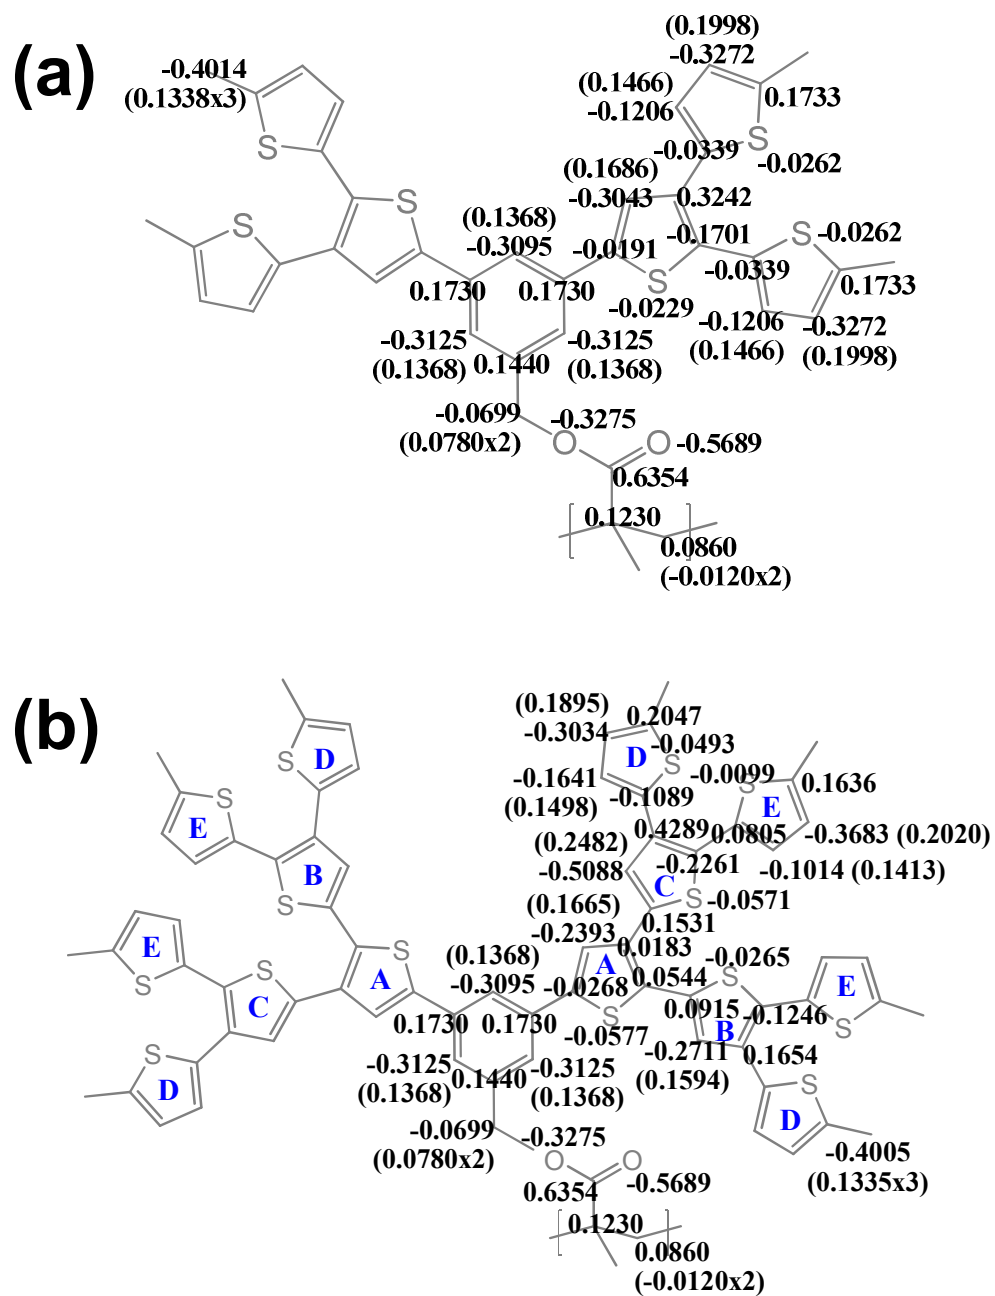 (a)
(0.1998)
-0.3272
-0.4014
(0.1338x3)
(0.1466)
-0.1206
0.1733
S
S
-0.0339
-0.0262
(0.1686)
-0.3043
0.3242
S
S
(0.1368)
-0.3095
-0.0191
-0.1701
S
-0.0262
-0.0339
0.1730
0.1730
S
0.1733
-0.0229
-0.1206
(0.1466)
-0.3272
(0.1998)
-0.3125
(0.1368)
0.1440
-0.3125
(0.1368)
-0.0699
(0.0780x2)
-0.3275
O
O
-0.5689
0.6354
0.1230
0.0860
(-0.0120x2)
(b)
(0.1895)
-0.3034
0.2047
D
-0.0493
S
D
S
-0.0099
-0.1641
(0.1498)
-0.1089
S
0.1636
S
E
E
(0.2482)
-0.5088
0.4289
0.0805
-0.3683 (0.2020)
-0.2261
-0.1014 (0.1413)
B
S
C
S
-0.0571
(0.1665)
-0.2393
0.1531
0.0183
E
S
S
(0.1368)
-0.3095
A
-0.0265
S
A
-0.0268
0.0544
S
E
S
C
0.0915
-0.1246
0.1730
0.1730
S
-0.0577
B
S
-0.2711
(0.1594)
0.1654
S
D
-0.3125
(0.1368)
0.1440
-0.3125
(0.1368)
S
D
-0.0699
(0.0780x2)
-0.3275
-0.4005
(0.1335x3)
O
O
0.6354
-0.5689
0.1230
0.0860
(-0.0120x2)